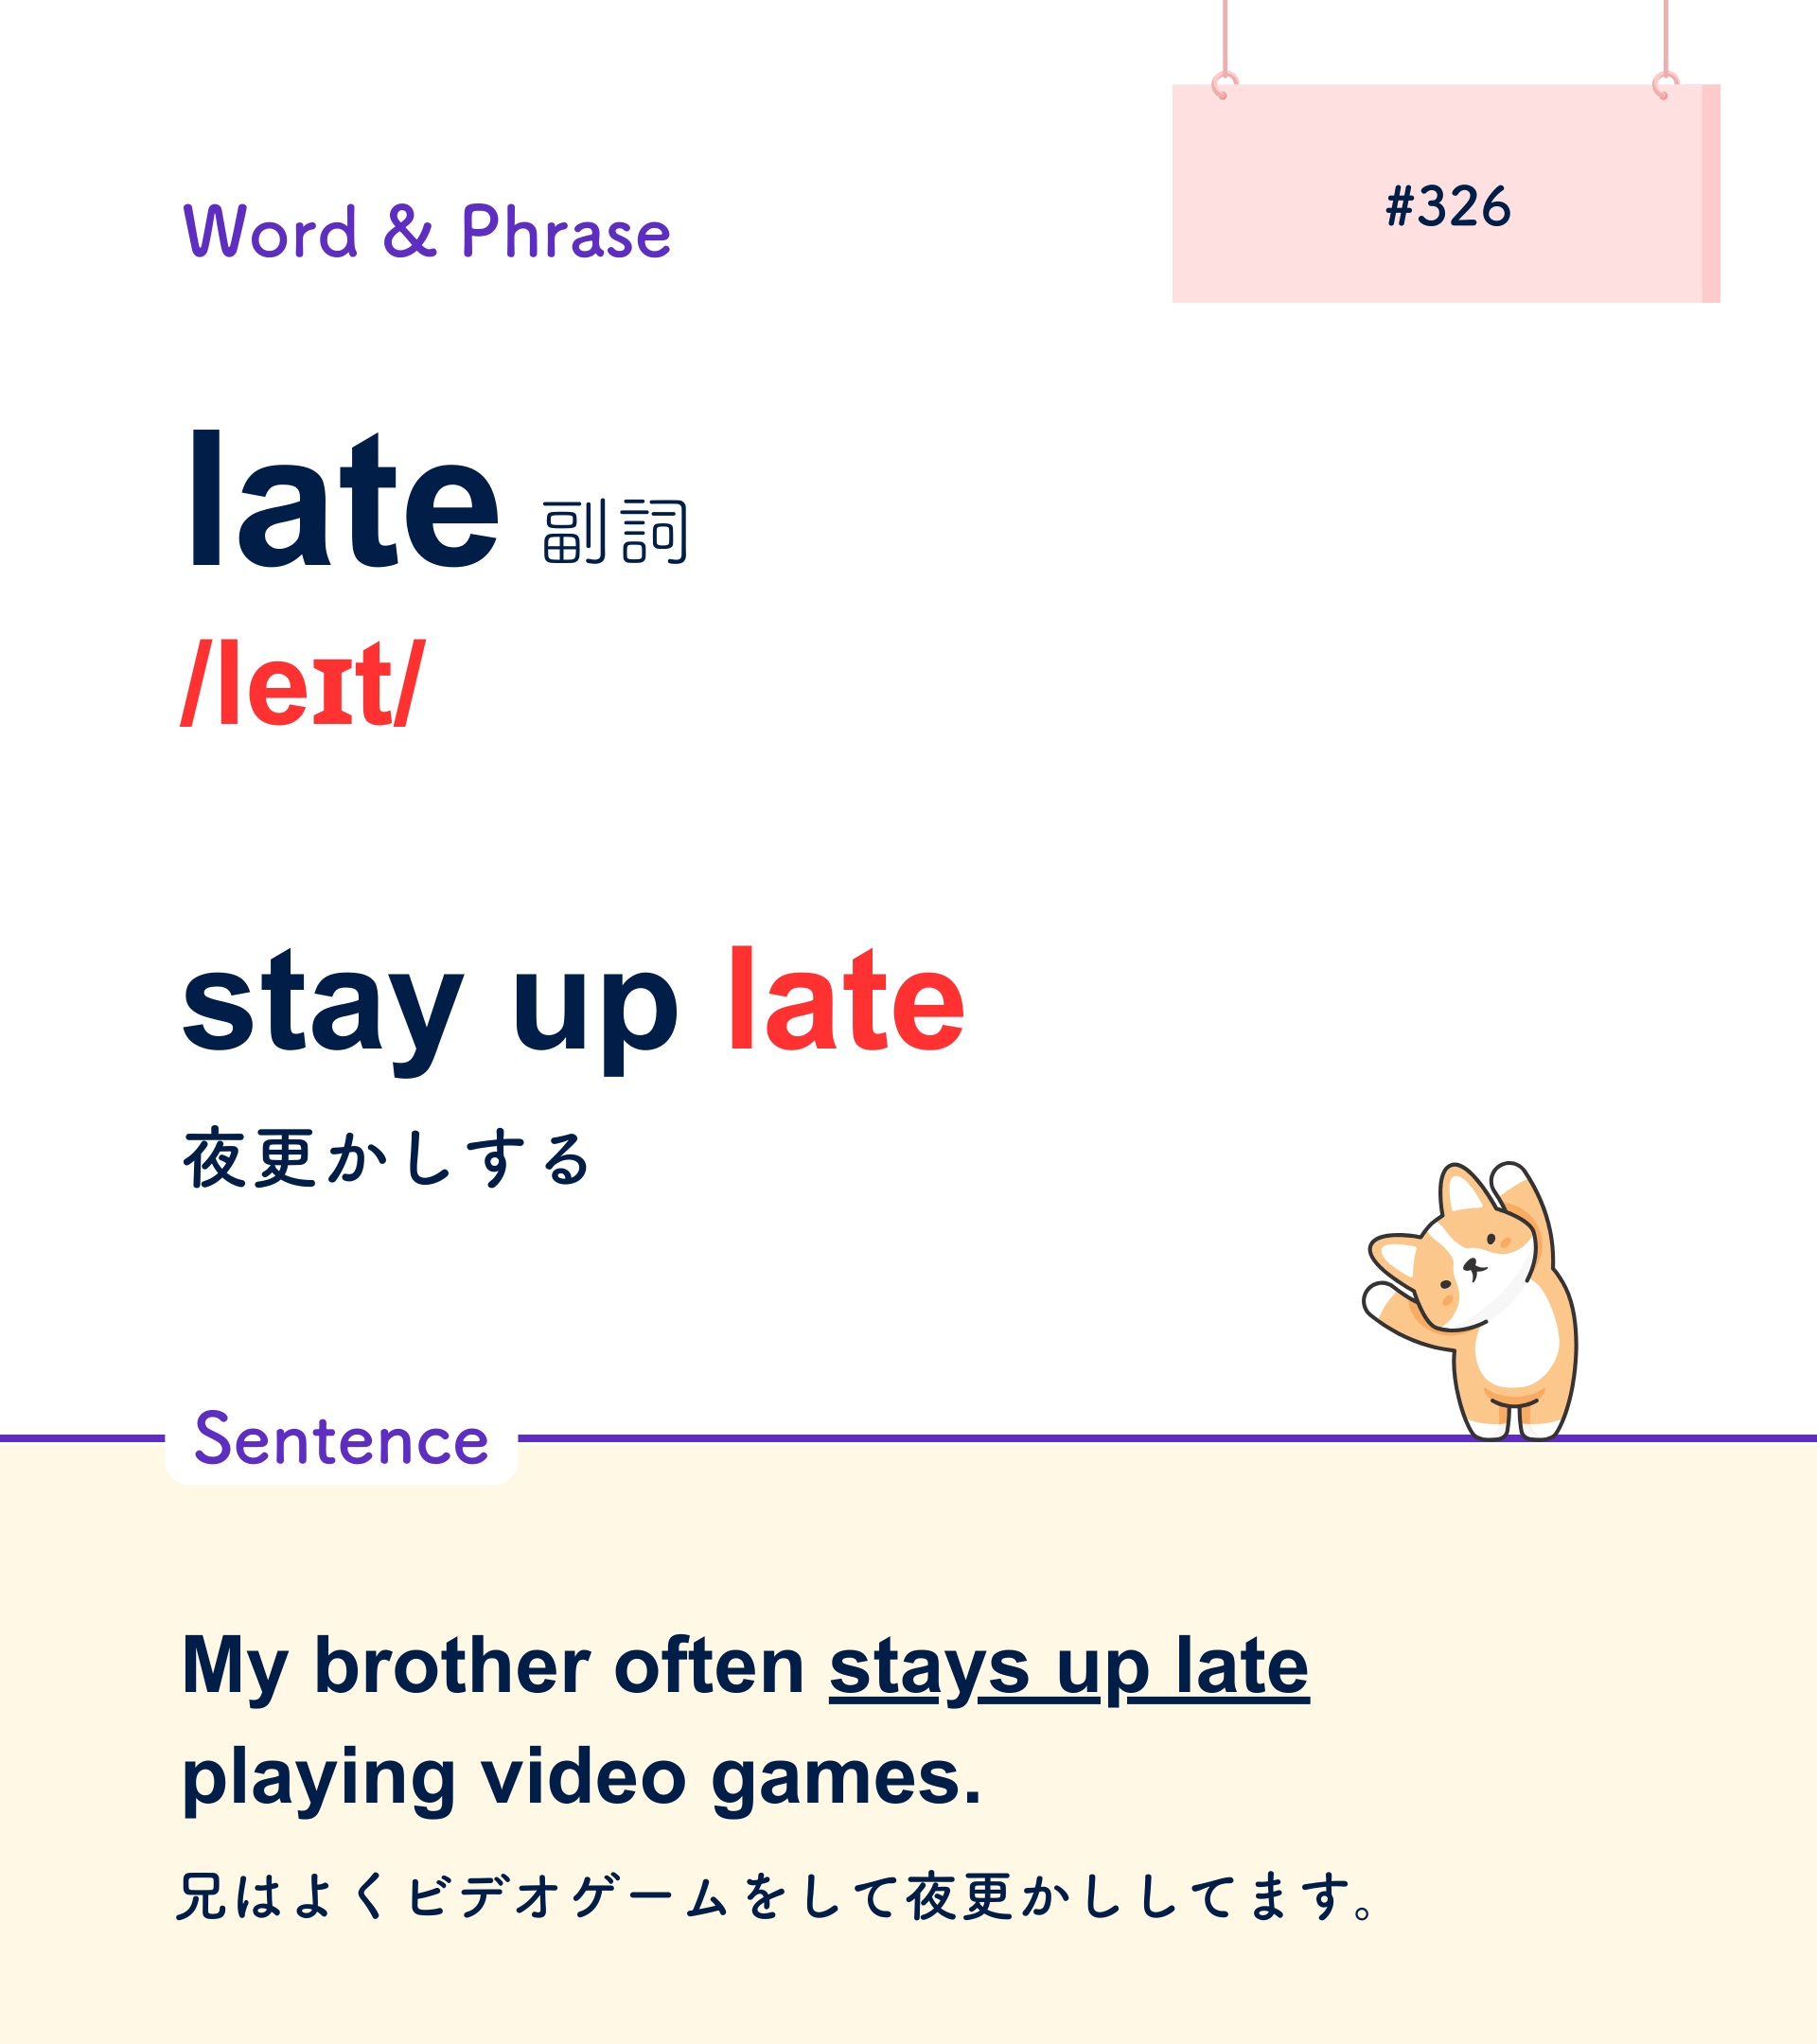 #326
Word & Phrase
late 副詞
/leɪt/
stay up late
夜更かしする
Sentence
My brother often stays up late
playing video games.
兄はよくビデオゲームをして夜更かししてます。